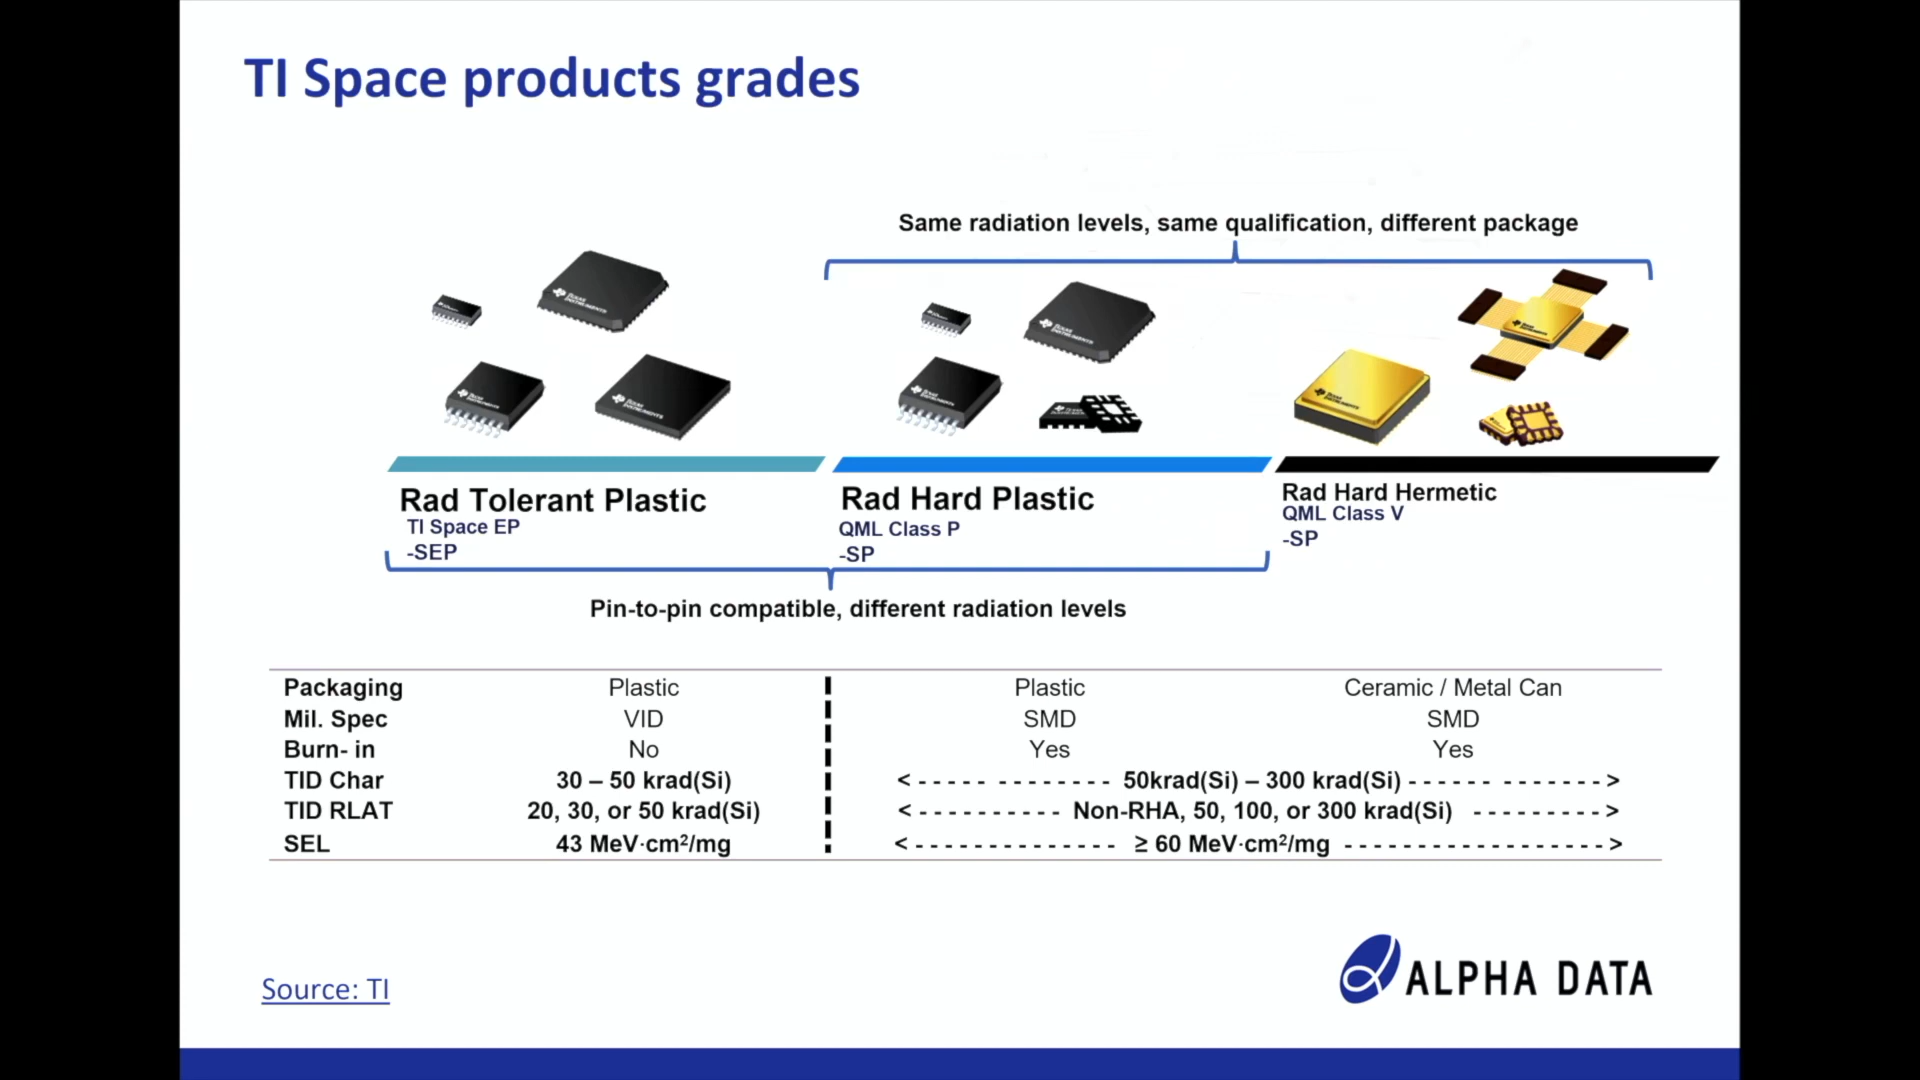 TI Space products grades
Same radiation levels, same qualification, different package
Rad Tolerant Plastic
TI Space EP
-SEP
Rad Hard Plastic
QML Class P
-SP
Rad Hard Hermetic
QML Class V
-SP
Pin-to-pin compatible, different radiation levels
Packaging Plastic Plastic Ceramic / Metal Can
Mil. Spec VID SMD SMD
Burn- in No Yes Yes
TID Char 30 – 50 krad(Si) < - - - - - - - - - - - - - 50krad(Si) – 300 krad(Si) - - - - - - - - - - - - - >
TID RLAT 20, 30, or 50 krad(Si) < - - - - - - - - - - Non-RHA, 50, 100, or 300 krad(Si) - - - - - - - - - >
SEL 43 MeV·cm²/mg < - - - - - - - - - - - - - - ≥ 60 MeV·cm²/mg - - - - - - - - - - - - - - - - - - >
Source: TI
ALPHA DATA